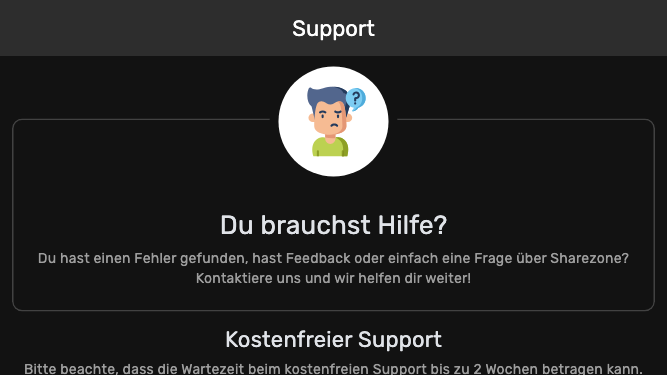 Support
?
Du brauchst Hilfe?
Du hast einen Fehler gefunden, hast Feedback oder einfach eine Frage über Sharezone?
Kontaktiere uns und wir helfen dir weiter!
Kostenfreier Support
Bitte beachte, dass die Wartezeit beim kostenfreien Support bis zu 2 Wochen betragen kann.